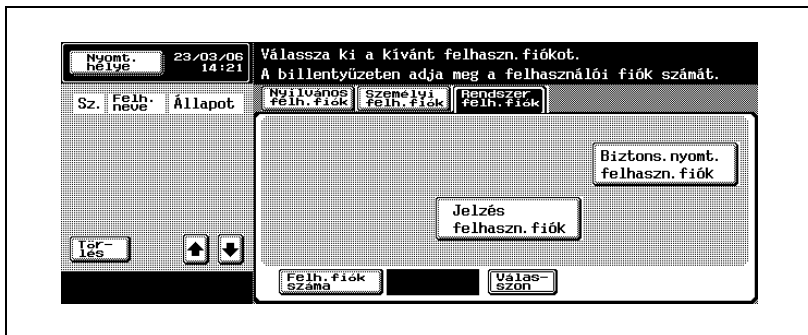 Nyomt.
helye
23/03/06
14:21
Válassza ki a kívánt felhaszn.fiókot.
A billentyűzeten adja meg a felhasználói fiók számát.
Sz.
Felh.
neve
Állapot
Nyilvános
felh.fiók
Személyi
felh.fiók
Rendszer
felh.fiók
Biztons.nyomt.
felhaszn.fiók
Jelzés
felhaszn.fiók
Tör-
lés
Felh.fiók
száma
Válas-
szon